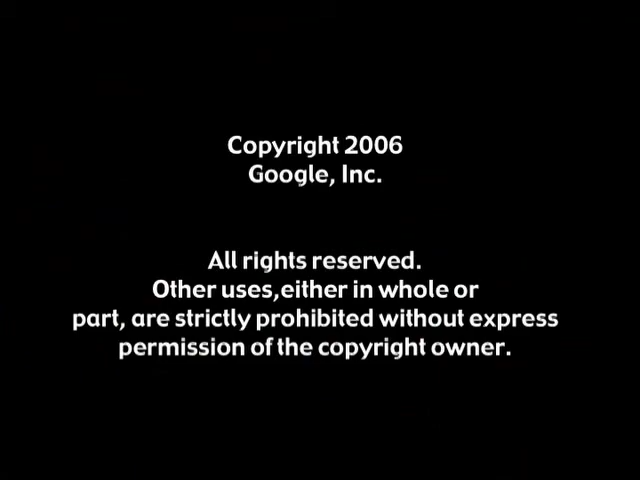 Copyright 2006
Google, Inc.
All rights reserved.
Other uses,either in whole or
part, are strictly prohibited without express
permission of the copyright owner.